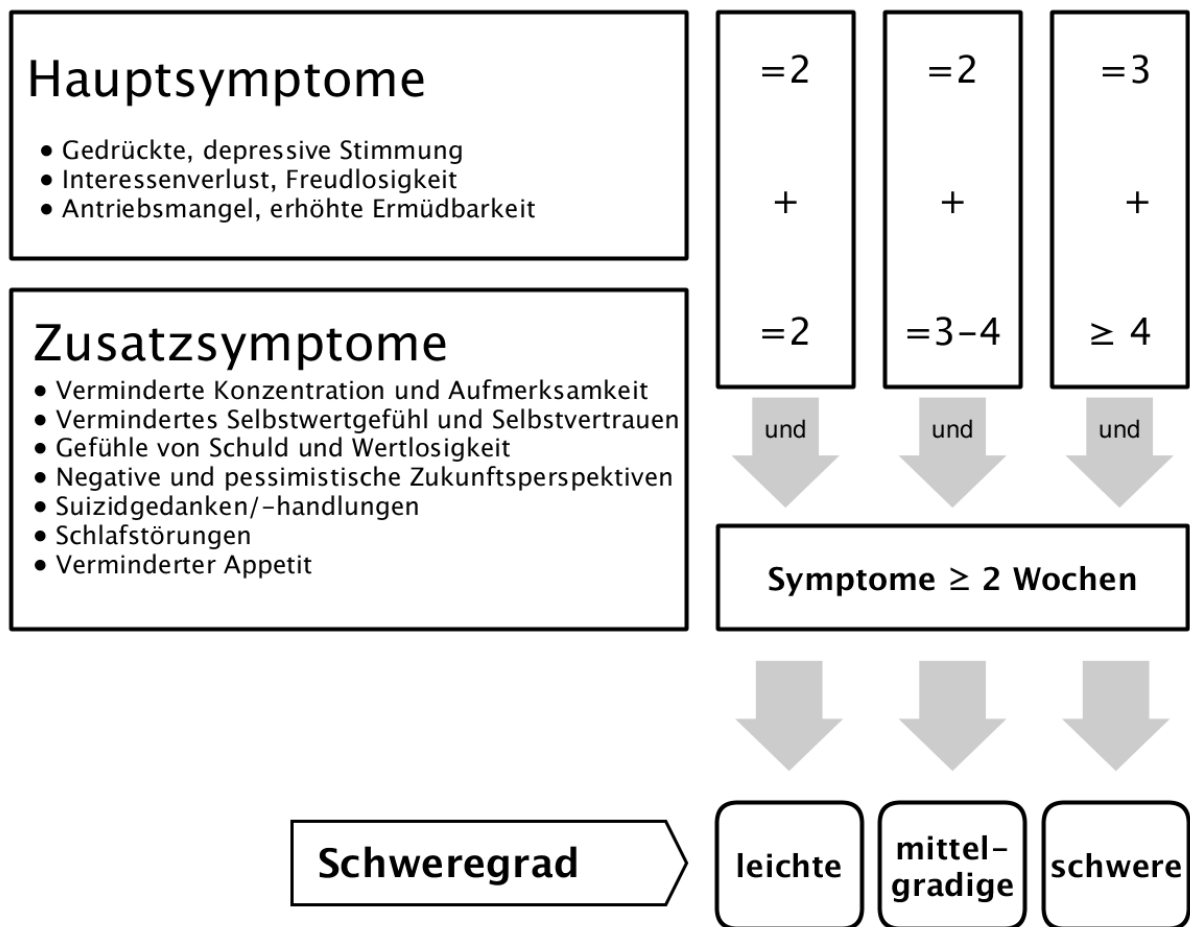 Hauptsymptome
• Gedrückte, depressive Stimmung
• Interessenverlust, Freudlosigkeit
• Antriebsmangel, erhöhte Ermüdbarkeit
=2 =2 =3
+ + +
Zusatzsymptome
• Verminderte Konzentration und Aufmerksamkeit
• Vermindertes Selbstwertgefühl und Selbstvertrauen
• Gefühle von Schuld und Wertlosigkeit
• Negative und pessimistische Zukunftsperspektiven
• Suizidgedanken/-handlungen
• Schlafstörungen
• Verminderter Appetit
=2 =3-4 ≥ 4
und und und
Symptome ≥ 2 Wochen
Schweregrad
leichte
mittel-
gradige
schwere